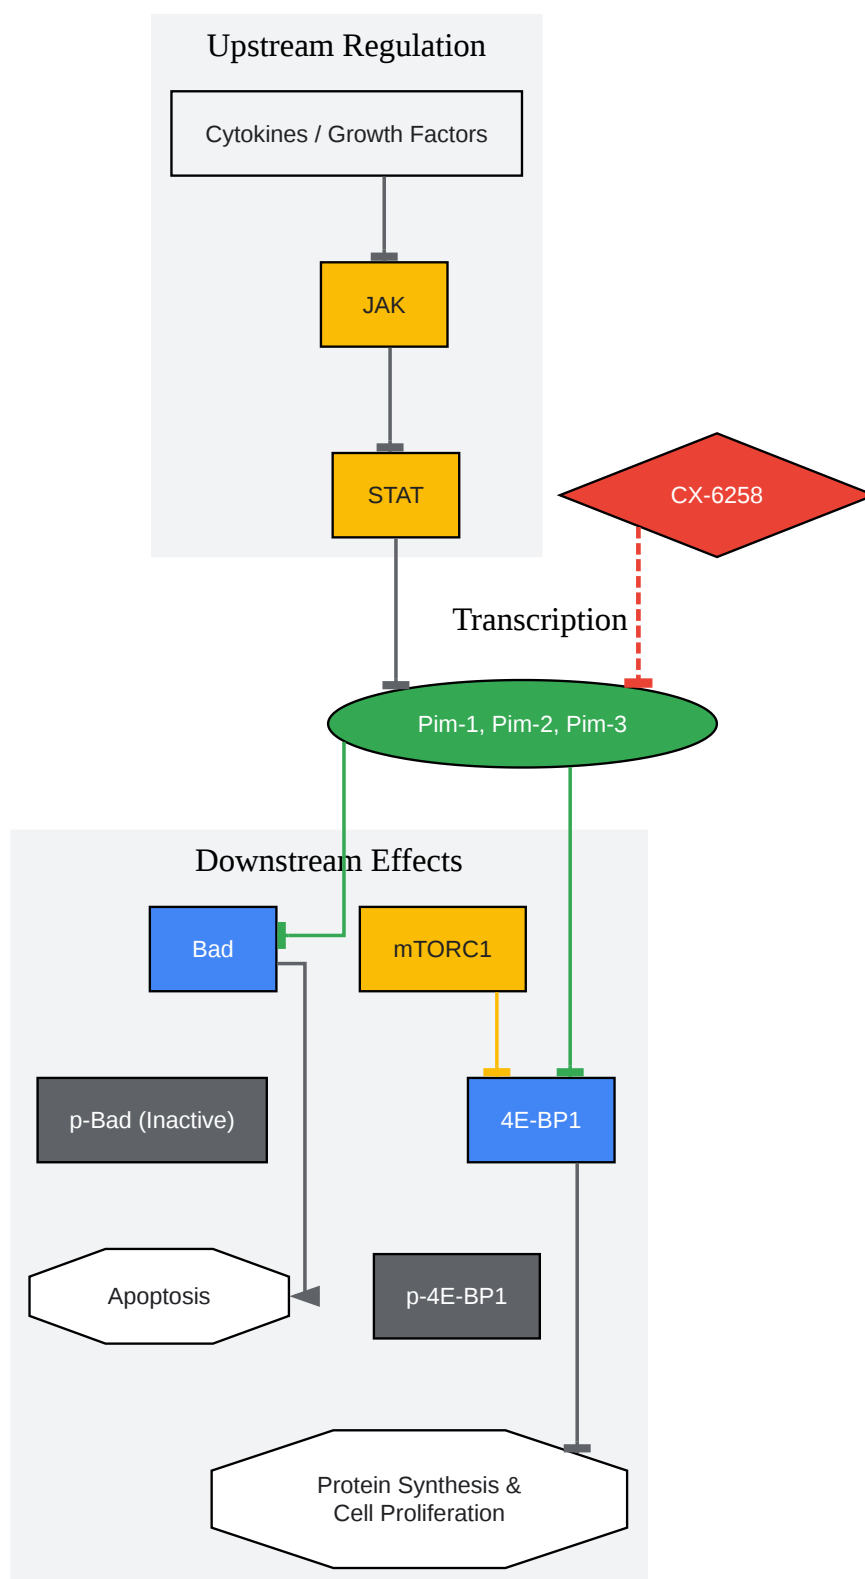 Upstream Regulation
Cytokines / Growth Factors
JAK
STAT
CX-6258
Transcription
Pim-1, Pim-2, Pim-3
Downstream Effects
Bad
mTORC1
p-Bad (Inactive)
4E-BP1
Apoptosis
p-4E-BP1
Protein Synthesis &
Cell Proliferation